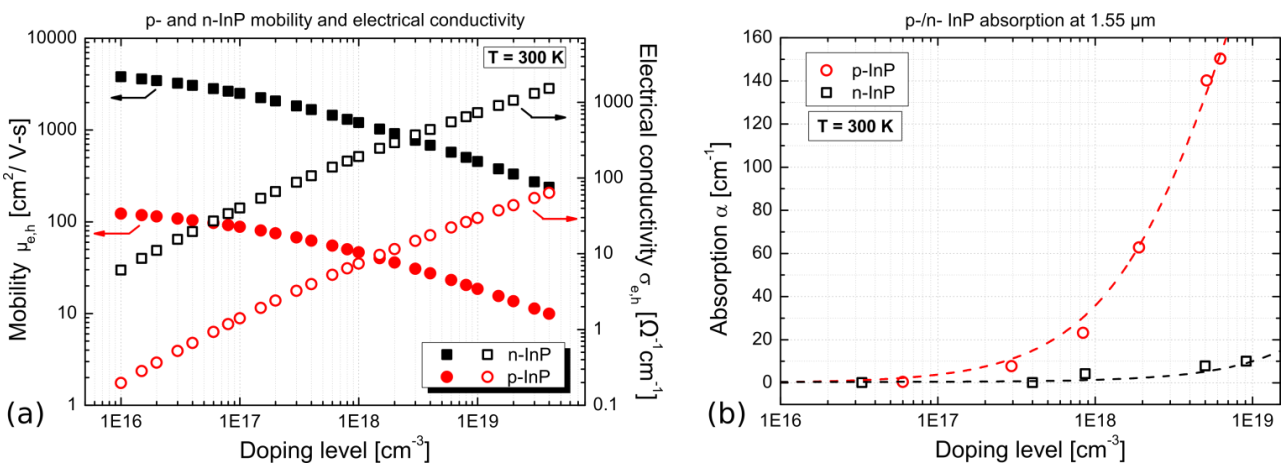 p- and n-InP mobility and electrical conductivity
10000
1000
100
10
1
Mobility μe,h [cm²/ V-s]
T = 300 K
1000
100
10
1
0.1
Electrical conductivity σe,h [Ω⁻¹cm⁻¹]
n-InP
p-InP
1E16 1E17 1E18 1E19
Doping level [cm⁻³]
(a)
p-/n- InP absorption at 1.55 μm
160
140
120
100
80
60
40
20
0
Absorption α [cm⁻¹]
p-InP
n-InP
T = 300 K
1E16 1E17 1E18 1E19
Doping level [cm⁻³]
(b)